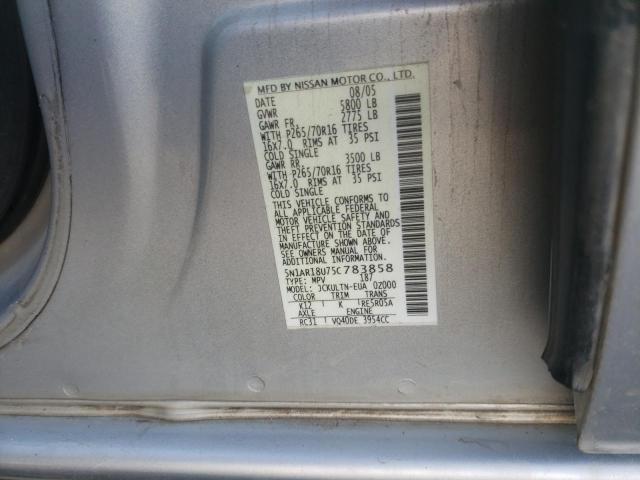 MFD BY NISSAN MOTOR CO., LTD.
DATE 08/05
GVWR 5800 LB
GAWR FR. 2775 LB
WITH P265/70R16 TIRES
16X7.0 RIMS AT 35 PSI
COLD SINGLE
GAWR RR. 3500 LB
WITH P265/70R16 TIRES
16X7.0 RIMS AT 35 PSI
COLD SINGLE
THIS VEHICLE CONFORMS TO
ALL APPLICABLE FEDERAL
MOTOR VEHICLE SAFETY AND
THEFT PREVENTION STANDARDS
IN EFFECT ON THE DATE OF
MANUFACTURE SHOWN ABOVE.
SEE OWNERS MANUAL FOR
ADDITIONAL INFORMATION.
5N1AR18U75C783858
TYPE: MPV 187
MODEL: JCKULTN-EUA 02000
COLOR TRIM TRANS
K12 K RE5R05A
AXLE ENGINE
RC31 VQ40DE 3954CC